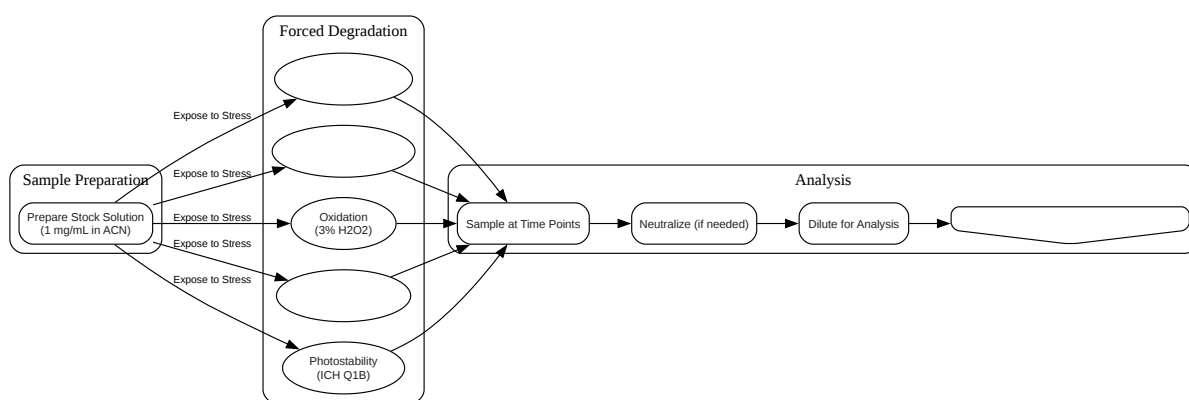 Forced Degradation
Expose to Stress
Expose to Stress
Sample Preparation
Analysis
Prepare Stock Solution
(1 mg/mL in ACN)
Expose to Stress
Oxidation
(3% H2O2)
Sample at Time Points
Neutralize (if needed)
Dilute for Analysis
Expose to Stress
Expose to Stress
Photostability
(ICH Q1B)